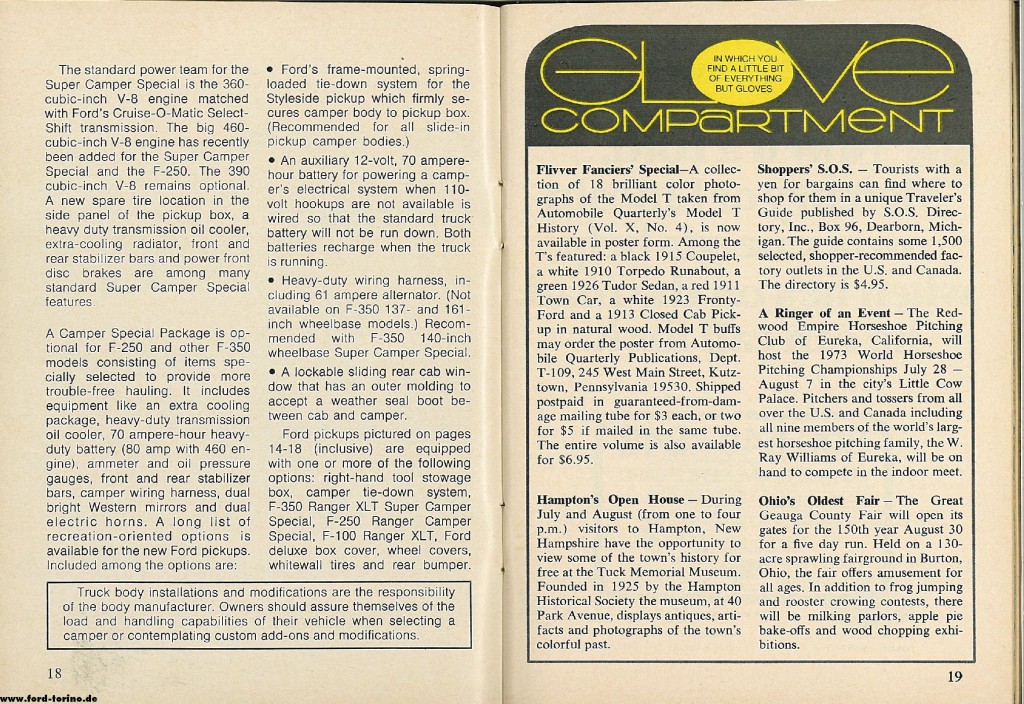 The standard power team for the
Super Camper Special is the 360-
cubic-inch V-8 engine matched
with Ford's Cruise-O-Matic Select-
Shift transmission. The big 460-
cubic-inch V-8 engine has recently
been added for the Super Camper
Special and the F-250. The 390
cubic-inch V-8 remains optional.
A new spare tire location in the
side panel of the pickup box, a
heavy duty transmission oil cooler,
extra-cooling radiator, front and
rear stabilizer bars and power front
disc brakes are among many
standard Super Camper Special
features.
A Camper Special Package is op-
tional for F-250 and other F-350
models consisting of items spe-
cially selected to provide more
trouble-free hauling. It includes
equipment like an extra cooling
package, heavy-duty transmission
oil cooler, 70 ampere-hour heavy-
duty battery (80 amp with 460 en-
gine), ammeter and oil pressure
gauges, front and rear stabilizer
bars, camper wiring harness, dual
bright Western mirrors and dual
electric horns. A long list of
recreation-oriented options is
available for the new Ford pickups.
Included among the options are:
• Ford's frame-mounted, spring-
loaded tie-down system for the
Styleside pickup which firmly se-
cures camper body to pickup box.
(Recommended for all slide-in
pickup camper bodies.)
• An auxiliary 12-volt, 70 ampere-
hour battery for powering a camp-
er's electrical system when 110-
volt hookups are not available is
wired so that the standard truck
battery will not be run down. Both
batteries recharge when the truck
is running.
• Heavy-duty wiring harness, in-
cluding 61 ampere alternator. (Not
available on F-350 137- and 161-
inch wheelbase models.) Recom-
mended with F-350 140-inch
wheelbase Super Camper Special.
• A lockable sliding rear cab win-
dow that has an outer molding to
accept a weather seal boot be-
tween cab and camper.
Ford pickups pictured on pages
14-18 (inclusive) are equipped
with one or more of the following
options: right-hand tool stowage
box, camper tie-down system,
F-350 Ranger XLT Super Camper
Special, F-250 Ranger Camper
Special, F-100 Ranger XLT, Ford
deluxe box cover, wheel covers,
whitewall tires and rear bumper.
Truck body installations and modifications are the responsibility
of the body manufacturer. Owners should assure themselves of the
load and handling capabilities of their vehicle when selecting a
camper or contemplating custom add-ons and modifications.
18
www.ford-torino.de
GLOVE
IN WHICH YOU
FIND A LITTLE BIT
OF EVERYTHING
BUT GLOVES
COMPARTMENT
Flivver Fanciers' Special—A collec-
tion of 18 brilliant color photo-
graphs of the Model T taken from
Automobile Quarterly's Model T
History (Vol. X, No. 4), is now
available in poster form. Among the
T's featured: a black 1915 Coupelet,
a white 1910 Torpedo Runabout, a
green 1926 Tudor Sedan, a red 1911
Town Car, a white 1923 Fronty-
Ford and a 1913 Closed Cab Pick-
up in natural wood. Model T buffs
may order the poster from Automo-
bile Quarterly Publications, Dept.
T-109, 245 West Main Street, Kutz-
town, Pennsylvania 19530. Shipped
postpaid in guaranteed-from-dam-
age mailing tube for $3 each, or two
for $5 if mailed in the same tube.
The entire volume is also available
for $6.95.
Hampton's Open House — During
July and August (from one to four
p.m.) visitors to Hampton, New
Hampshire have the opportunity to
view some of the town's history for
free at the Tuck Memorial Museum.
Founded in 1925 by the Hampton
Historical Society the museum, at 40
Park Avenue, displays antiques, arti-
facts and photographs of the town's
colorful past.
Shoppers' S.O.S. — Tourists with a
yen for bargains can find where to
shop for them in a unique Traveler's
Guide published by S.O.S. Direc-
tory, Inc., Box 96, Dearborn, Mich-
igan. The guide contains some 1,500
selected, shopper-recommended fac-
tory outlets in the U.S. and Canada.
The directory is $4.95.
A Ringer of an Event — The Red-
wood Empire Horseshoe Pitching
Club of Eureka, California, will
host the 1973 World Horseshoe
Pitching Championships July 28 —
August 7 in the city's Little Cow
Palace. Pitchers and tossers from all
over the U.S. and Canada including
all nine members of the world's larg-
est horseshoe pitching family, the W.
Ray Williams of Eureka, will be on
hand to compete in the indoor meet.
Ohio's Oldest Fair — The Great
Geauga County Fair will open its
gates for the 150th year August 30
for a five day run. Held on a 130-
acre sprawling fairground in Burton,
Ohio, the fair offers amusement for
all ages. In addition to frog jumping
and rooster crowing contests, there
will be milking parlors, apple pie
bake-offs and wood chopping exhi-
bitions.
19